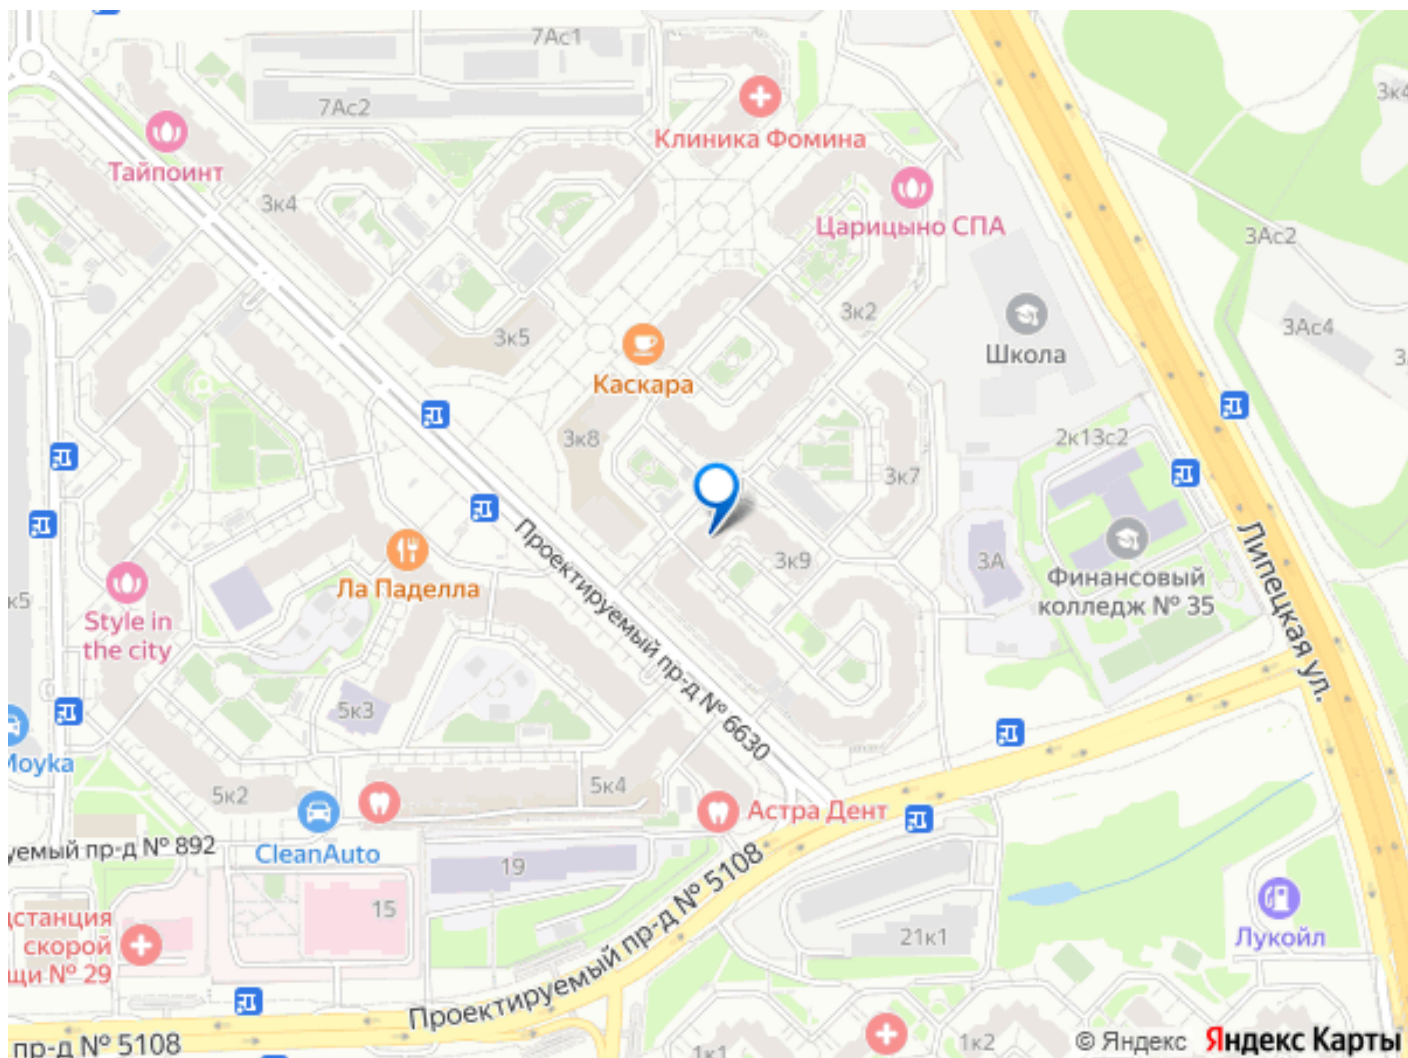 7Ас1
7Ас2
3к4
Клиника Фомина
Тайпоинт
3к4
Царицыно СПА
3Ас2
3к2
3Ас4
3к5
Школа
Каскара
3.
2к13с2
3к8
3к7
Проектируемый пр-д № 6630
Липецкая ул.
3к9
3А
Ла Паделла
Финансовый
колледж № 35
к5
Style in
the city
5к3
Moyka
5к2
5к4
Астра Дент
уемый пр-д № 892
CleanAuto
19
Проектируемый пр-д № 5108
15
дстанция
скорой
щи № 29
21к1
Лукойл
пр-д № 5108
1к1
1к2
© Яндекс Яндекс Карты